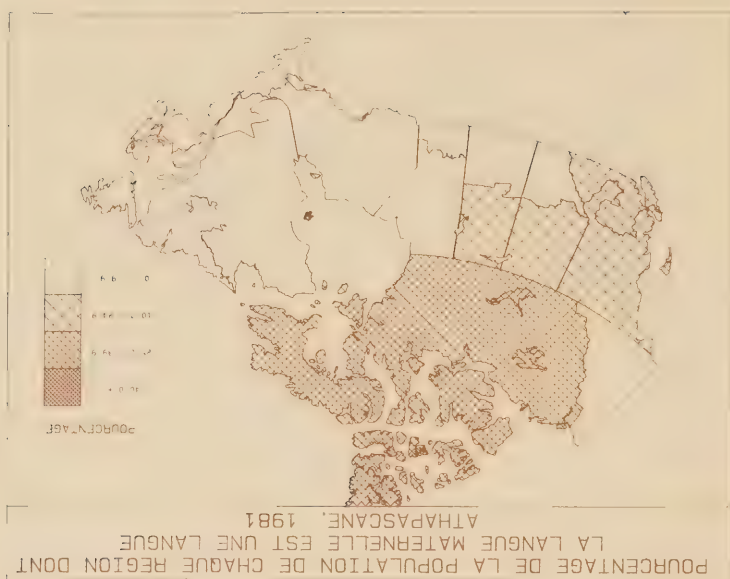 POURCENTAGE DE LA POPULATION DE CHAQUE REGION DONT
LA LANGUE MATERNELLE EST UNE LANGUE
ATHAPASCANE, 1981
POURCENTAGE